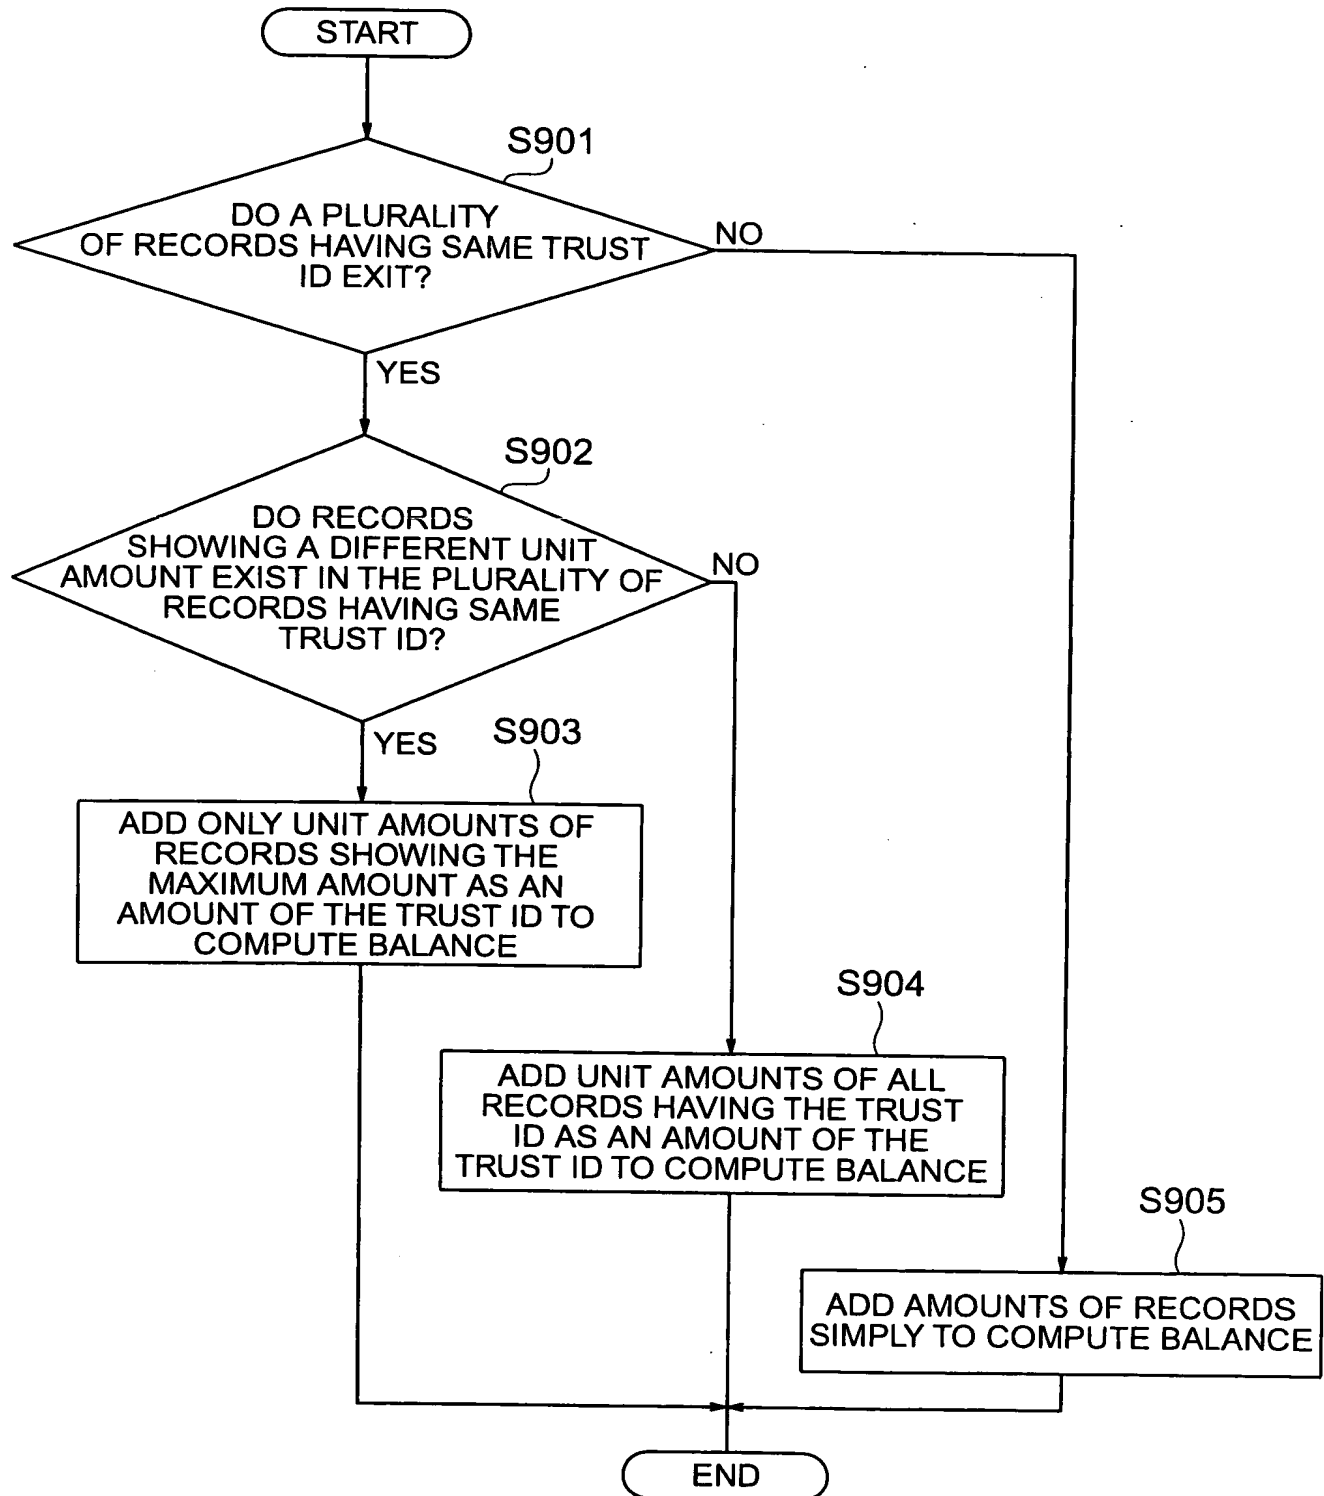 START
S901
DO A PLURALITY
OF RECORDS HAVING SAME TRUST
ID EXIT?
NO
YES
S902
DO RECORDS
SHOWING A DIFFERENT UNIT
AMOUNT EXIST IN THE PLURALITY OF
RECORDS HAVING SAME
TRUST ID?
NO
YES
S903
ADD ONLY UNIT AMOUNTS OF
RECORDS SHOWING THE
MAXIMUM AMOUNT AS AN
AMOUNT OF THE TRUST ID TO
COMPUTE BALANCE
S904
ADD UNIT AMOUNTS OF ALL
RECORDS HAVING THE TRUST
ID AS AN AMOUNT OF THE
TRUST ID TO COMPUTE BALANCE
S905
ADD AMOUNTS OF RECORDS
SIMPLY TO COMPUTE BALANCE
END